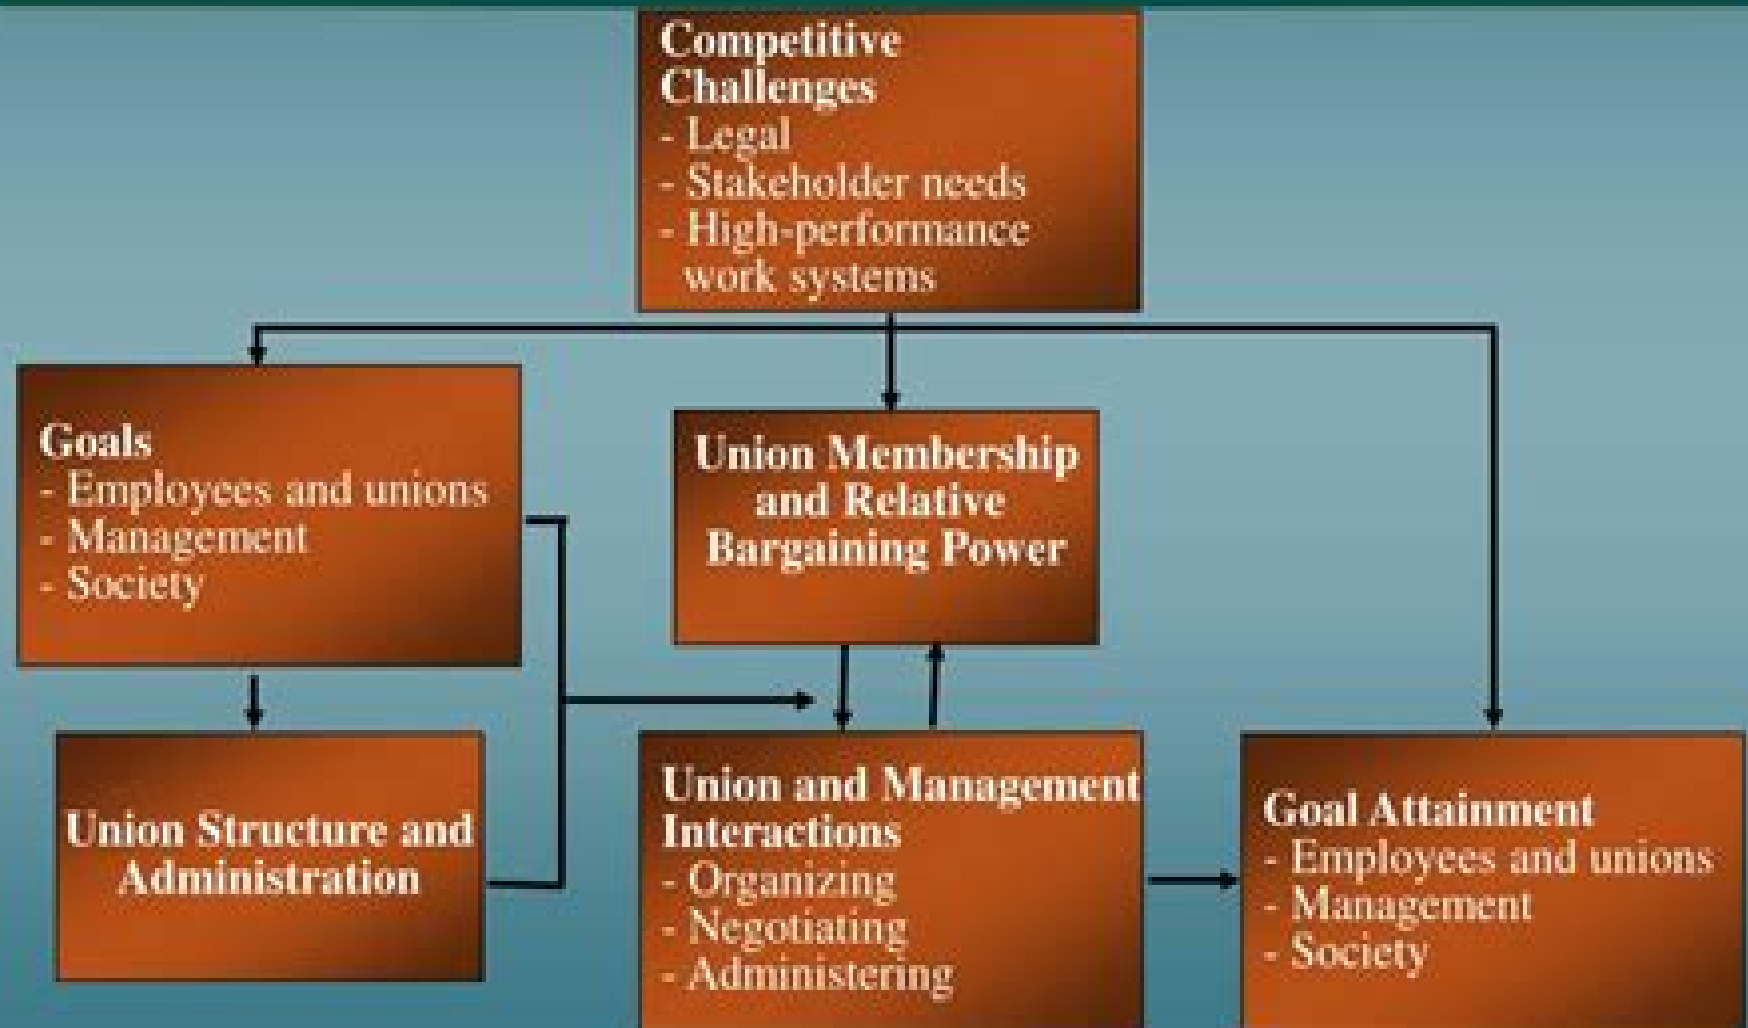 Competitive
Challenges
- Legal
- Stakeholder needs
- High-performance
work systems
Goals
- Employees and unions
- Management
- Society
Union Membership
and Relative
Bargaining Power
Union Structure and
Administration
Union and Management
Interactions
- Organizing
- Negotiating
- Administering
Goal Attainment
- Employees and unions
- Management
- Society